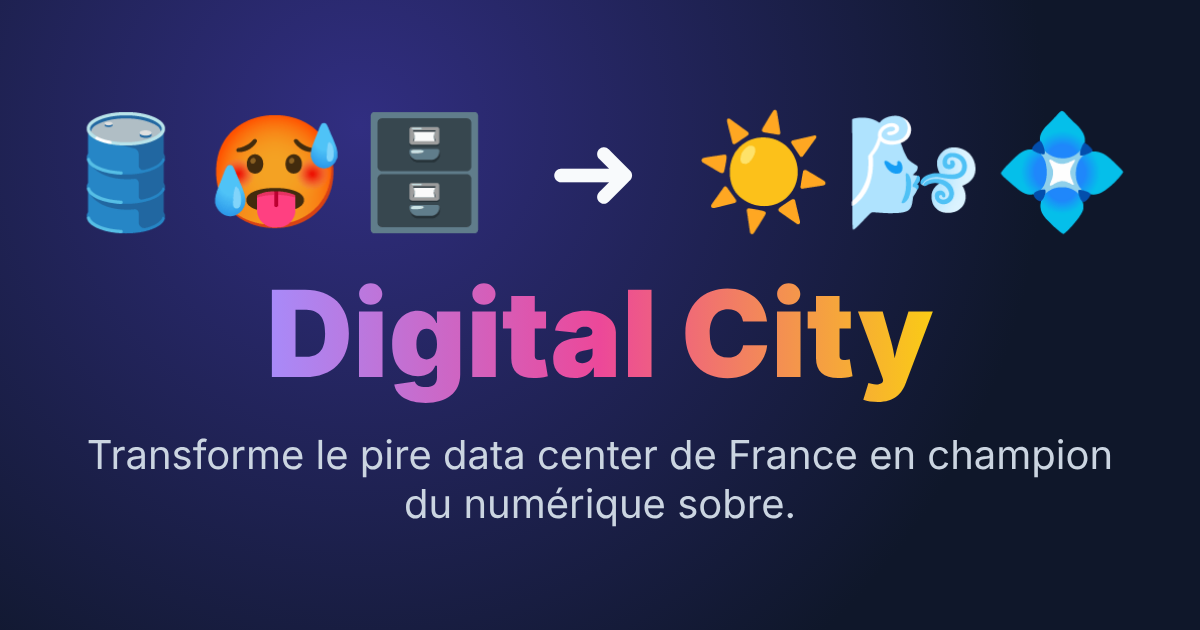 Digital City
Transforme le pire data center de France en champion
du numérique sobre.